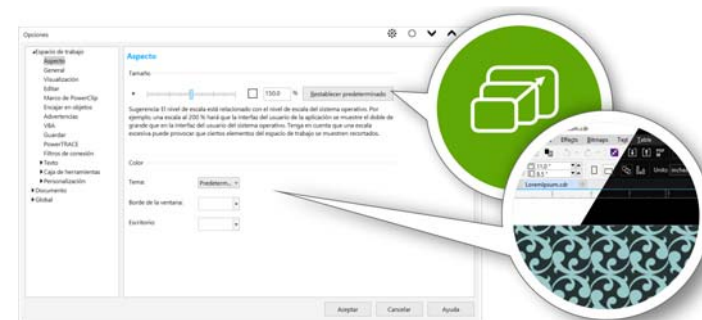 Opciones
Espacio de trabajo
Aspecto
General
Visualización
Editar
Marco de PowerClip
Encajar en objetos
Advertencias
VBA
Guardar
PowerTRACE
Filtros de conexión
Texto
Caja de herramientas
Personalización
Documento
Global
Aspecto
Tamaño
150.0 % Restablecer predeterminado
Sugerencia: El nivel de escala está relacionado con el nivel de escala del sistema operativo. Por
ejemplo, una escala al 200 % hará que la interfaz del usuario de la aplicación se muestre el doble de
grande que en la interfaz del usuario del sistema operativo. Tenga en cuenta que una escala
excesiva puede provocar que ciertos elementos del espacio de trabajo se muestren recortados.
Color
Tema: Predeterm...
Borde de la ventana:
Escritorio:
Aceptar Cancelar Ayuda
um.cdr
Effects Bitmaps Text Table
11.0 "
8.5 "
Units:
LoremIpsum.cdr